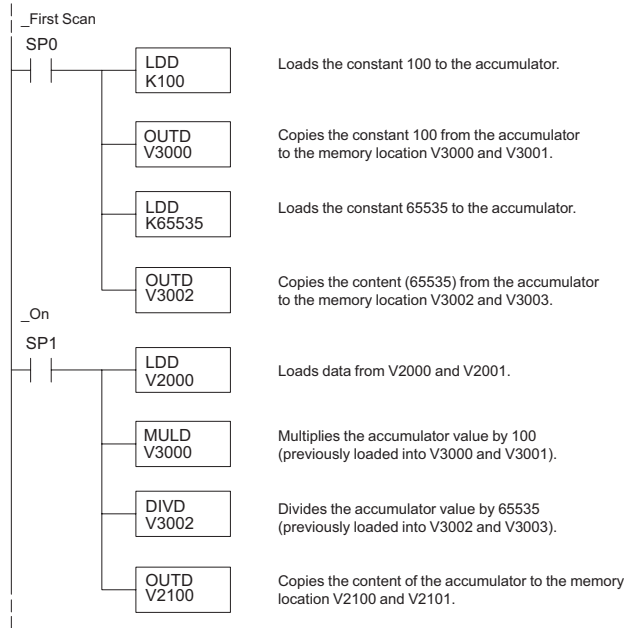 _First Scan
SP0
LDD
K100
Loads the constant 100 to the accumulator.
OUTD
V3000
Copies the constant 100 from the accumulator
to the memory location V3000 and V3001.
LDD
K65535
Loads the constant 65535 to the accumulator.
OUTD
V3002
Copies the content (65535) from the accumulator
to the memory location V3002 and V3003.
_On
SP1
LDD
V2000
Loads data from V2000 and V2001.
MULD
V3000
Multiplies the accumulator value by 100
(previously loaded into V3000 and V3001).
DIVD
V3002
Divides the accumulator value by 65535
(previously loaded into V3002 and V3003).
OUTD
V2100
Copies the content of the accumulator to the memory
location V2100 and V2101.